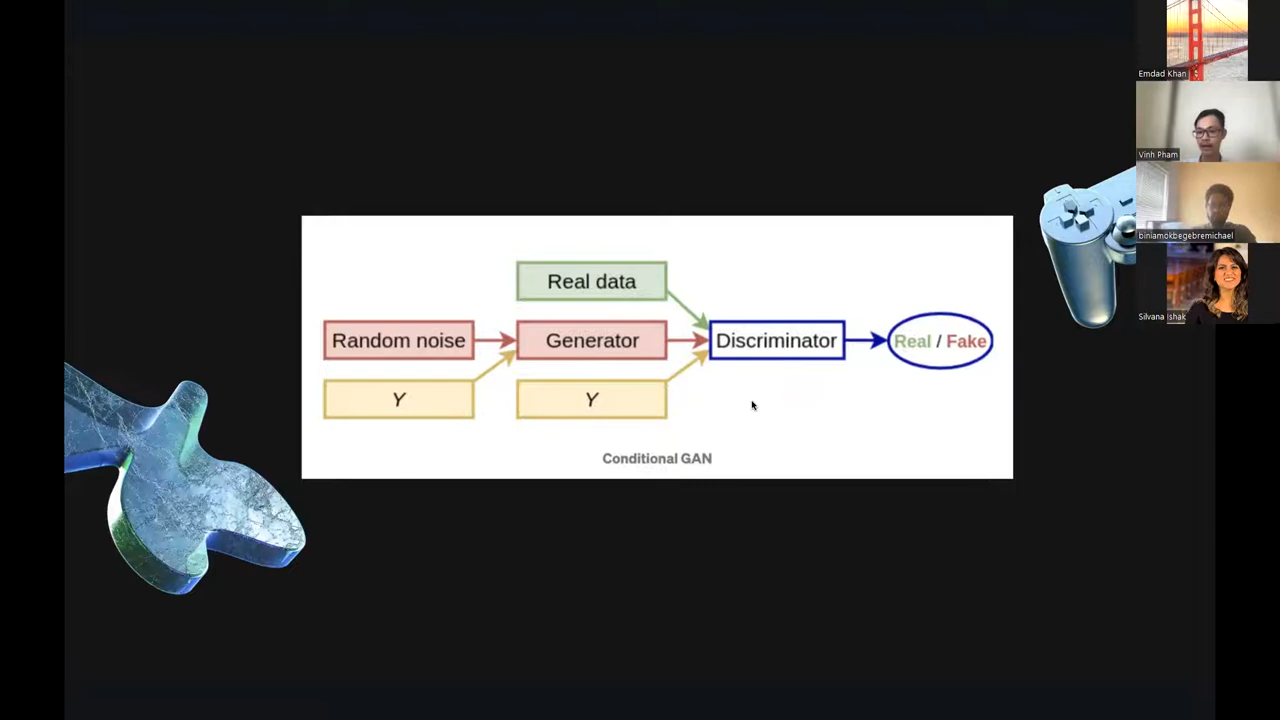 Real data
Random noise
Generator
Discriminator
Real / Fake
Y
Y
Conditional GAN
Emdad Khan
Vinh Pham
biniamokbegebremichael
Silvana Ishak